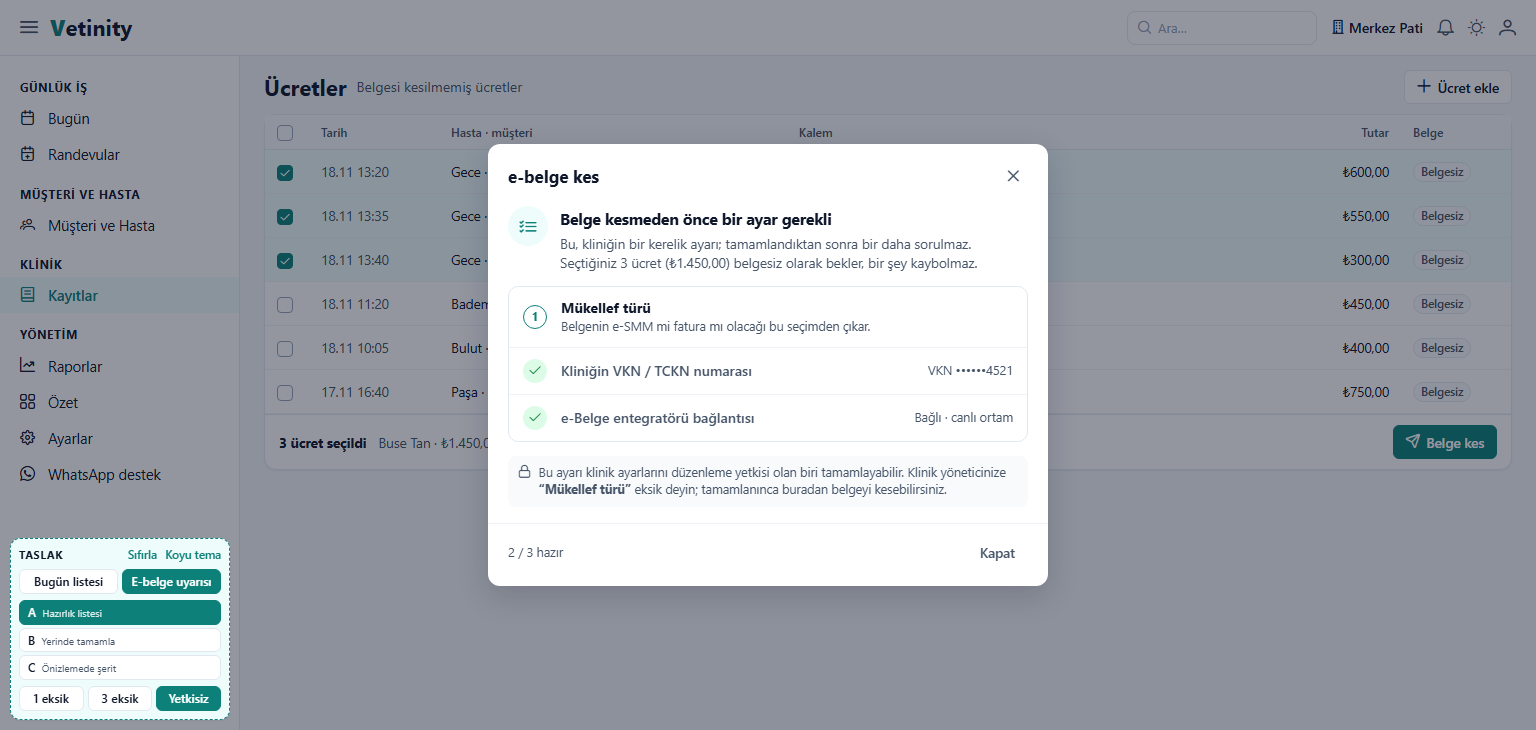 Vetinity
Ara...
Merkez Pati
GÜNLÜK İŞ
Bugün
Randevular
MÜŞTERİ VE HASTA
Müşteri ve Hasta
KLİNİK
Kayıtlar
YÖNETİM
Raporlar
Özet
Ayarlar
WhatsApp destek
TASLAK
Sıfırla Koyu tema
Bugün listesi E-belge uyarısı
A Hazırlık listesi
B Yerinde tamamla
C Önizlemede şerit
1 eksik 3 eksik Yetkisiz
Ücretler Belgesi kesilmemiş ücretler
Ücret ekle
Tarih Hasta · müşteri Kalem Tutar Belge
18.11 13:20 Gece · ₺600,00 Belgesiz
18.11 13:35 Gece · ₺550,00 Belgesiz
18.11 13:40 Gece · ₺300,00 Belgesiz
18.11 11:20 Badem ₺450,00 Belgesiz
18.11 10:05 Bulut · ₺400,00 Belgesiz
17.11 16:40 Paşa · ₺750,00 Belgesiz
3 ücret seçildi Buse Tan · ₺1.450,0
Belge kes
e-belge kes
Belge kesmeden önce bir ayar gerekli
Bu, kliniğin bir kerelik ayarı; tamamlandıktan sonra bir daha sorulmaz.
Seçtiğiniz 3 ücret (₺1.450,00) belgesiz olarak bekler, bir şey kaybolmaz.
1 Mükellef türü
Belgenin e-SMM mi fatura mı olacağı bu seçimden çıkar.
Kliniğin VKN / TCKN numarası VKN ••••••4521
e-Belge entegratörü bağlantısı Bağlı · canlı ortam
Bu ayarı klinik ayarlarını düzenleme yetkisi olan biri tamamlayabilir. Klinik yöneticinize
“Mükellef türü” eksik deyin; tamamlanınca buradan belgeyi kesebilirsiniz.
2 / 3 hazır
Kapat